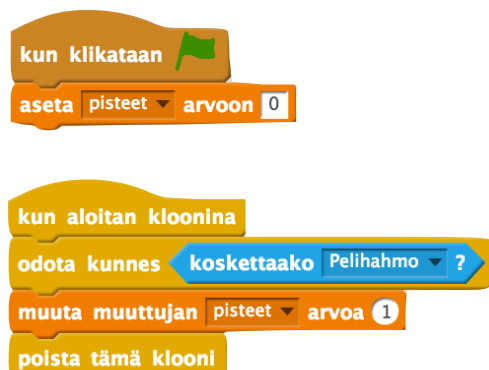 kun klikataan
aseta pisteet arvoon 0
kun aloitan kloonina
odota kunnes koskettaako Pelihahmo ?
muuta muuttujan pisteet arvoa 1
poista tämä klooni